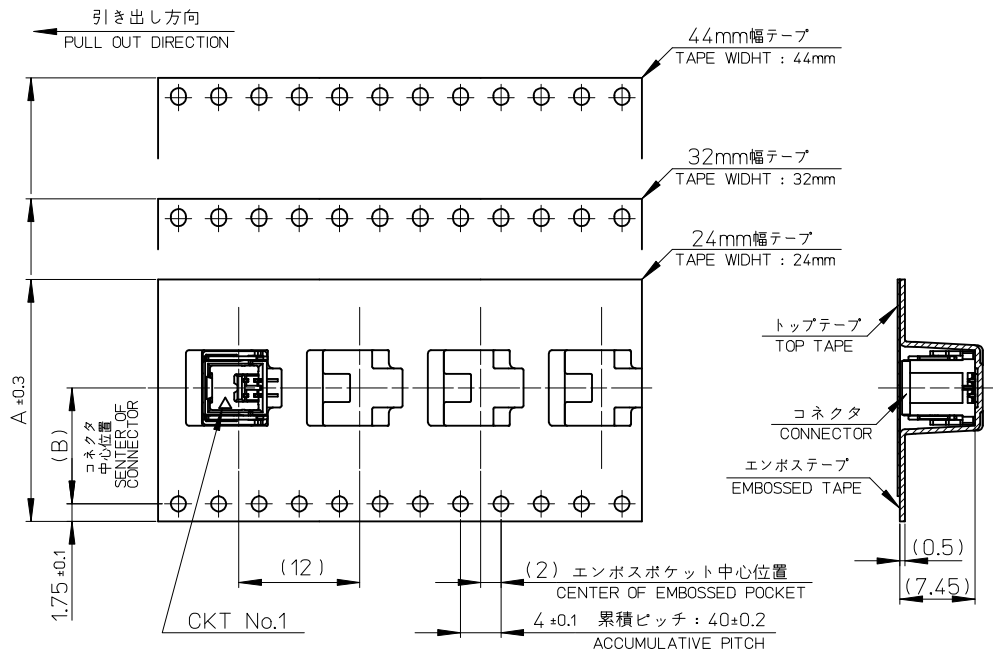 引き出し方向
PULL OUT DIRECTION
44mm幅テープ
TAPE WIDHT : 44mm
32mm幅テープ
TAPE WIDHT : 32mm
24mm幅テープ
TAPE WIDHT : 24mm
トップテープ
TOP TAPE
コネクタ
CONNECTOR
エンボステープ
EMBOSSED TAPE
A ±0.3
(B)
コネクタ
中心位置
SENTER OF
CONNECTOR
1.75 ±0.1
(12)
CKT No.1
(2) エンボスポケット中心位置
CENTER OF EMBOSSED POCKET
4 ±0.1 累積ピッチ : 40±0.2
ACCUMULATIVE PITCH
(0.5)
(7.45)